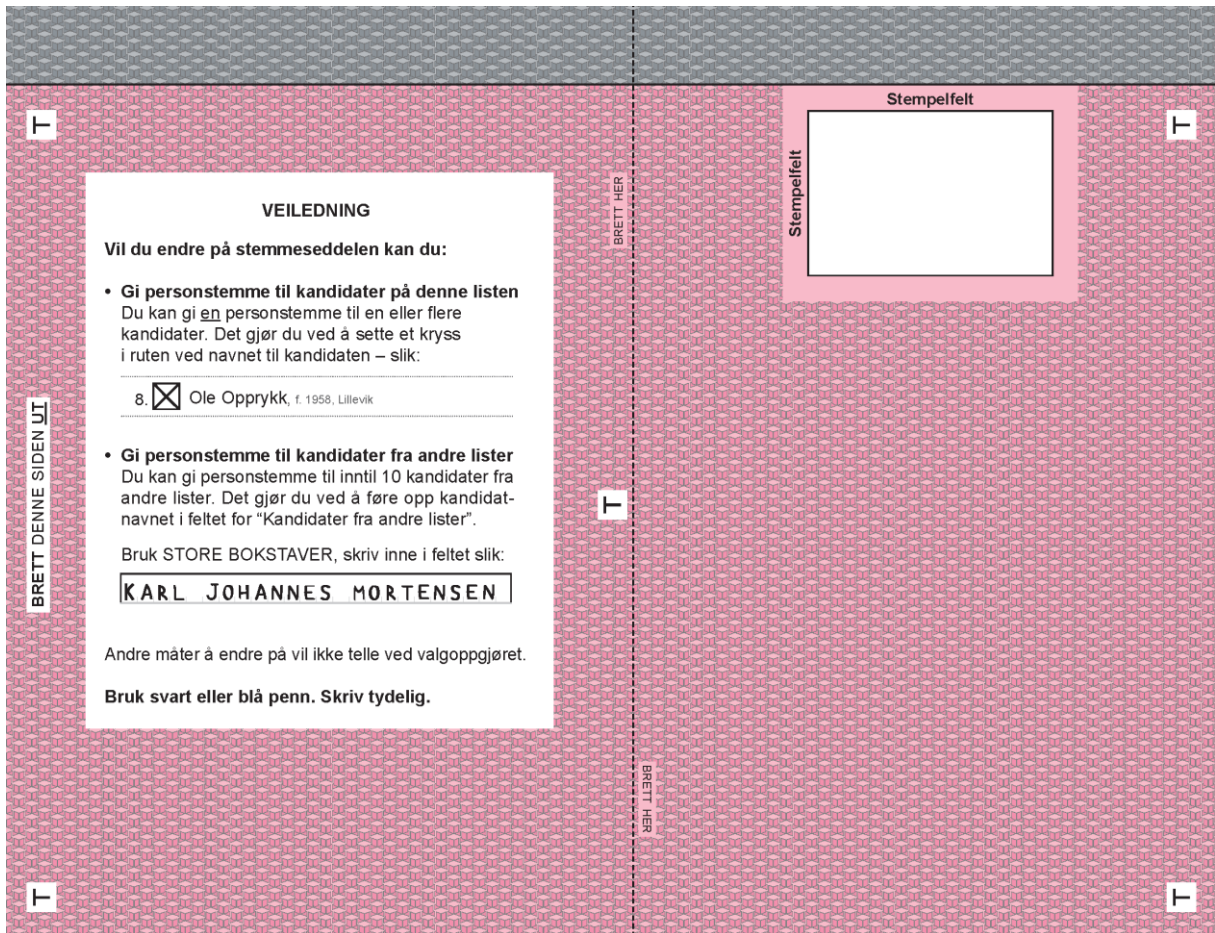 Stempelfelt
Stempelfelt
T
T
BRETT HER
VEILEDNING
Vil du endre på stemmeseddelen kan du:
• Gi personstemme til kandidater på denne listen
Du kan gi en personstemme til en eller flere
kandidater. Det gjør du ved å sette et kryss
i ruten ved navnet til kandidaten – slik:
8. Ole Opprykk, f. 1958, Lillevik
• Gi personstemme til kandidater fra andre lister
Du kan gi personstemme til inntil 10 kandidater fra
andre lister. Det gjør du ved å føre opp kandidat-
navnet i feltet for “Kandidater fra andre lister”.
Bruk STORE BOKSTAVER, skriv inne i feltet slik:
KARL JOHANNES MORTENSEN
Andre måter å endre på vil ikke telle ved valgoppgjøret.
Bruk svart eller blå penn. Skriv tydelig.
BRETT DENNE SIDEN UT
T
BRETT HER
T
T